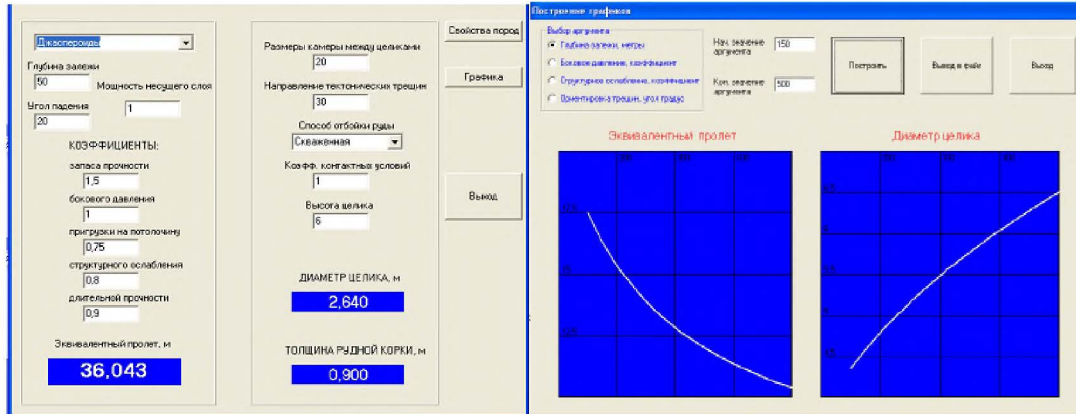 Джаспероиды
Глубина залежи
50
Мощность несущего слоя
Угол падения
1
20
КОЭФФИЦИЕНТЫ:
запаса прочности
1,5
бокового давления
1
пригрузки на потолочину
0,75
структурного ослабления
0,8
длительной прочности
0,9
Эквивалентный пролет, м
36,043
Размеры камеры между целиками
20
Направление тектонических трещин
30
Способ отбойки руды
Скважинная
Коэфф. контактных условий
1
Высота целика
6
ДИАМЕТР ЦЕЛИКА, м
2,640
ТОЛЩИНА РУДНОЙ КОРКИ, м
0,900
Свойства пород
Графика
Выход
Построение графиков
Выбор аргумента
Глубина залежи, метры
Боковое давление, коэффициент
Структурное ослабление, коэффициент
Ориентировка трещин, угол градус
Нач. значение
аргумента
150
Кон. значение
аргумента
500
Построить
Вывод в файл
Выход
Эквивалентный пролет
Диаметр целика